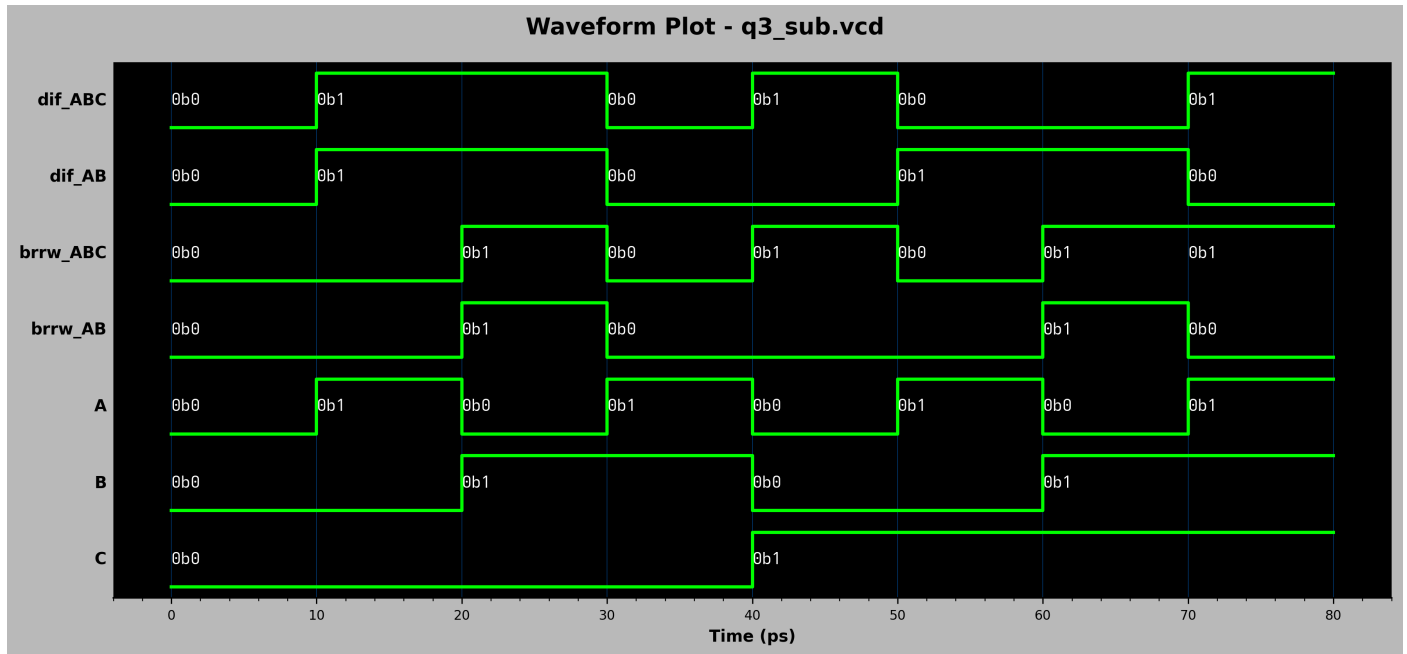 Waveform Plot - q3_sub.vcd
dif_ABC 0b0 0b1 0b0 0b1 0b0 0b1
dif_AB 0b0 0b1 0b0 0b1 0b0
brrw_ABC 0b0 0b1 0b0 0b1 0b0 0b1 0b1
brrw_AB 0b0 0b1 0b0 0b1 0b0
A 0b0 0b1 0b0 0b1 0b0 0b1 0b0 0b1
B 0b0 0b1 0b0 0b1
C 0b0 0b1
0 10 20 30 40 50 60 70 80
Time (ps)